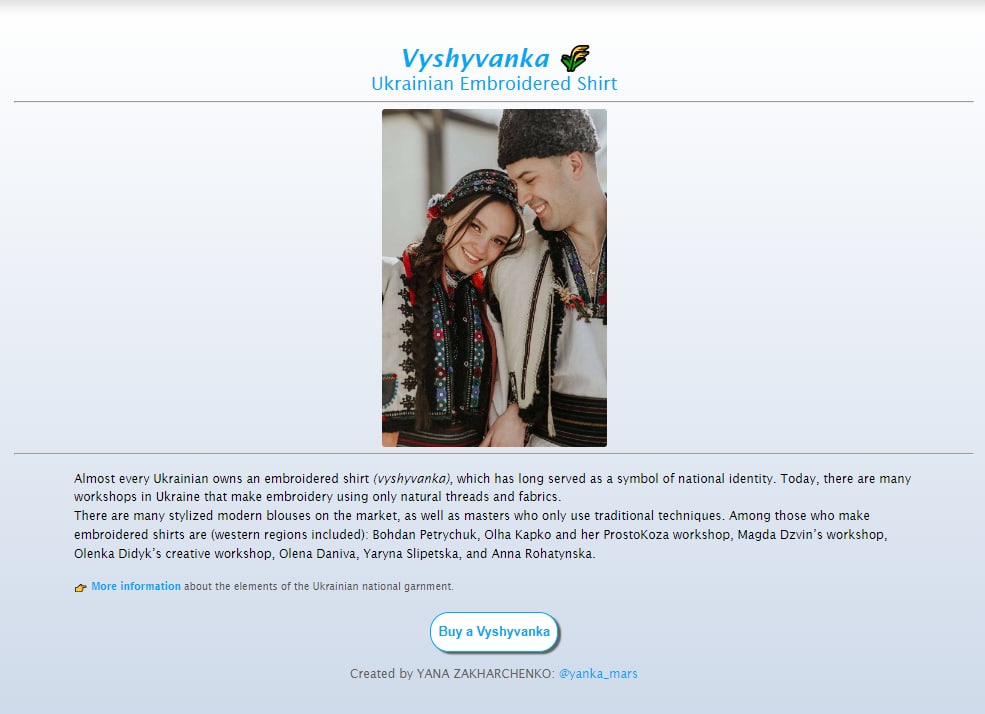 Vyshyvanka
Ukrainian Embroidered Shirt
Almost every Ukrainian owns an embroidered shirt (vyshyvanka), which has long served as a symbol of national identity. Today, there are many
workshops in Ukraine that make embroidery using only natural threads and fabrics.
There are many stylized modern blouses on the market, as well as masters who only use traditional techniques. Among those who make
embroidered shirts are (western regions included): Bohdan Petrychuk, Olha Kapko and her ProstoKoza workshop, Magda Dzvin’s workshop,
Olenka Didyk’s creative workshop, Olena Daniva, Yaryna Slipetska, and Anna Rohatynska.
More information about the elements of the Ukrainian national garnment.
Buy a Vyshyvanka
Created by YANA ZAKHARCHENKO: @yanka_mars